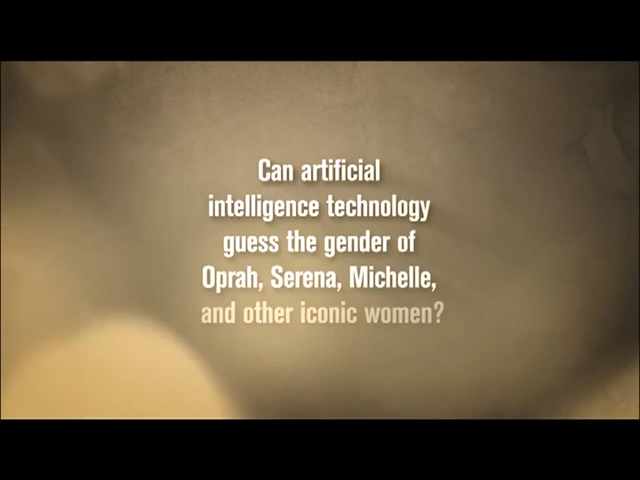 Can artificial
intelligence technology
guess the gender of
Oprah, Serena, Michelle,
and other iconic women?